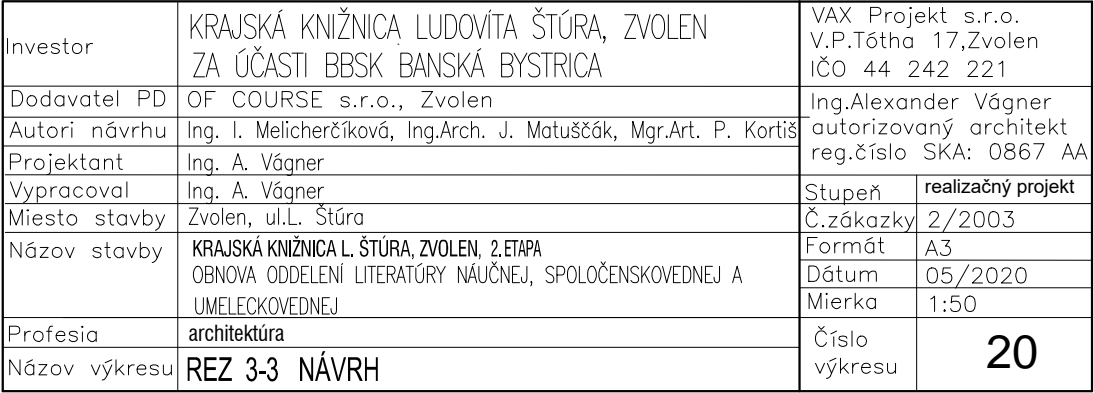 Investor
KRAJSKÁ KNIŽNICA LUDOVÍTA ŠTÚRA, ZVOLEN
ZA ÚČASTI BBSK BANSKÁ BYSTRICA
Dodavatel PD OF COURSE s.r.o., Zvolen
Autori návrhu Ing. I. Melicherčíková, Ing.Arch. J. Matuščák, Mgr.Art. P. Kortiš
Projektant Ing. A. Vágner
Vypracoval Ing. A. Vágner
Miesto stavby Zvolen, ul.L. Štúra
Názov stavby KRAJSKÁ KNIŽNICA L. ŠTÚRA, ZVOLEN, 2.ETAPA
OBNOVA ODDELENÍ LITERATÚRY NÁUČNEJ, SPOLOČENSKOVEDNEJ A
UMELECKOVEDNEJ
Profesia architektúra
Názov výkresu REZ 3-3 NÁVRH
VAX Projekt s.r.o.
V.P.Tótha 17,Zvolen
IČO 44 242 221
Ing.Alexander Vágner
autorizovaný architekt
reg.číslo SKA: 0867 AA
Stupeň realizačný projekt
Č.zákazky 2/2003
Formát A3
Dátum 05/2020
Mierka 1:50
Číslo
výkresu
20